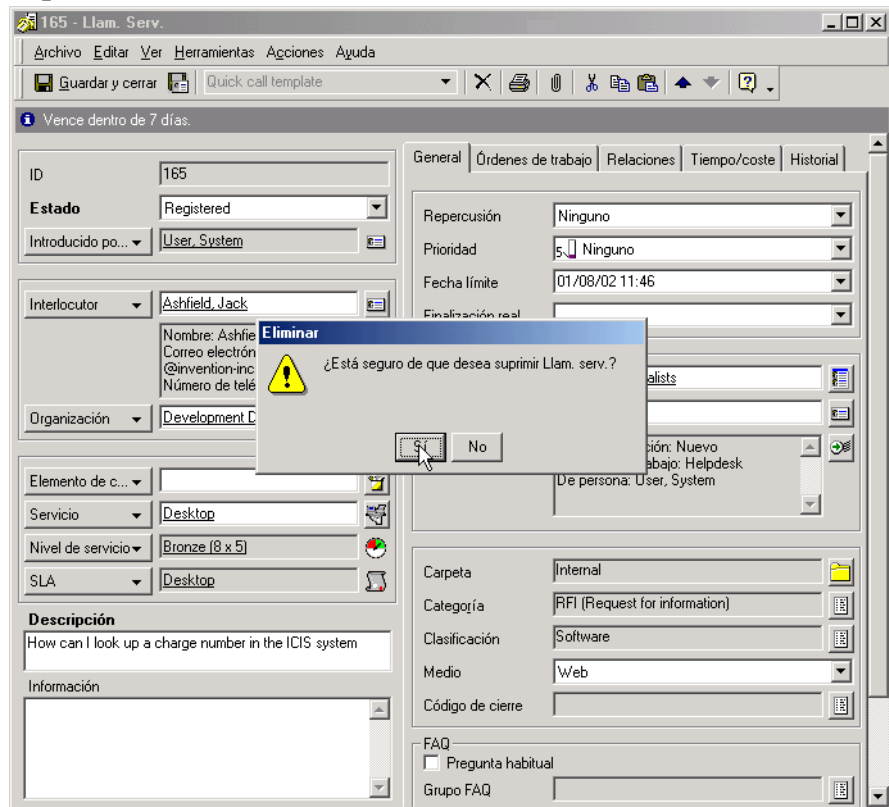 165 - Llam. Serv.
Archivo Editar Ver Herramientas Acciones Ayuda
Guardar y cerrar Quick call template
Vence dentro de 7 días.
ID 165
Estado Registered
Introducido po... User, System
Interlocutor Ashfield, Jack
Nombre: Ashfie
Correo electrón
@invention-inc
Número de telé
Organización Development D
Elemento de c...
Servicio Desktop
Nivel de servicio Bronze (8 x 5)
SLA Desktop
Descripción
How can I look up a charge number in the ICIS system
Información
General Órdenes de trabajo Relaciones Tiempo/coste Historial
Repercusión Ninguno
Prioridad 5 Ninguno
Fecha límite 01/08/02 11:46
Finalización real
Eliminar
¿Está seguro de que desea suprimir Llam. serv.?
Sí No
alists
ción: Nuevo
abajo: Helpdesk
De persona: User, System
Carpeta Internal
Categoría RFI (Request for information)
Clasificación Software
Medio Web
Código de cierre
FAQ
Pregunta habitual
Grupo FAQ